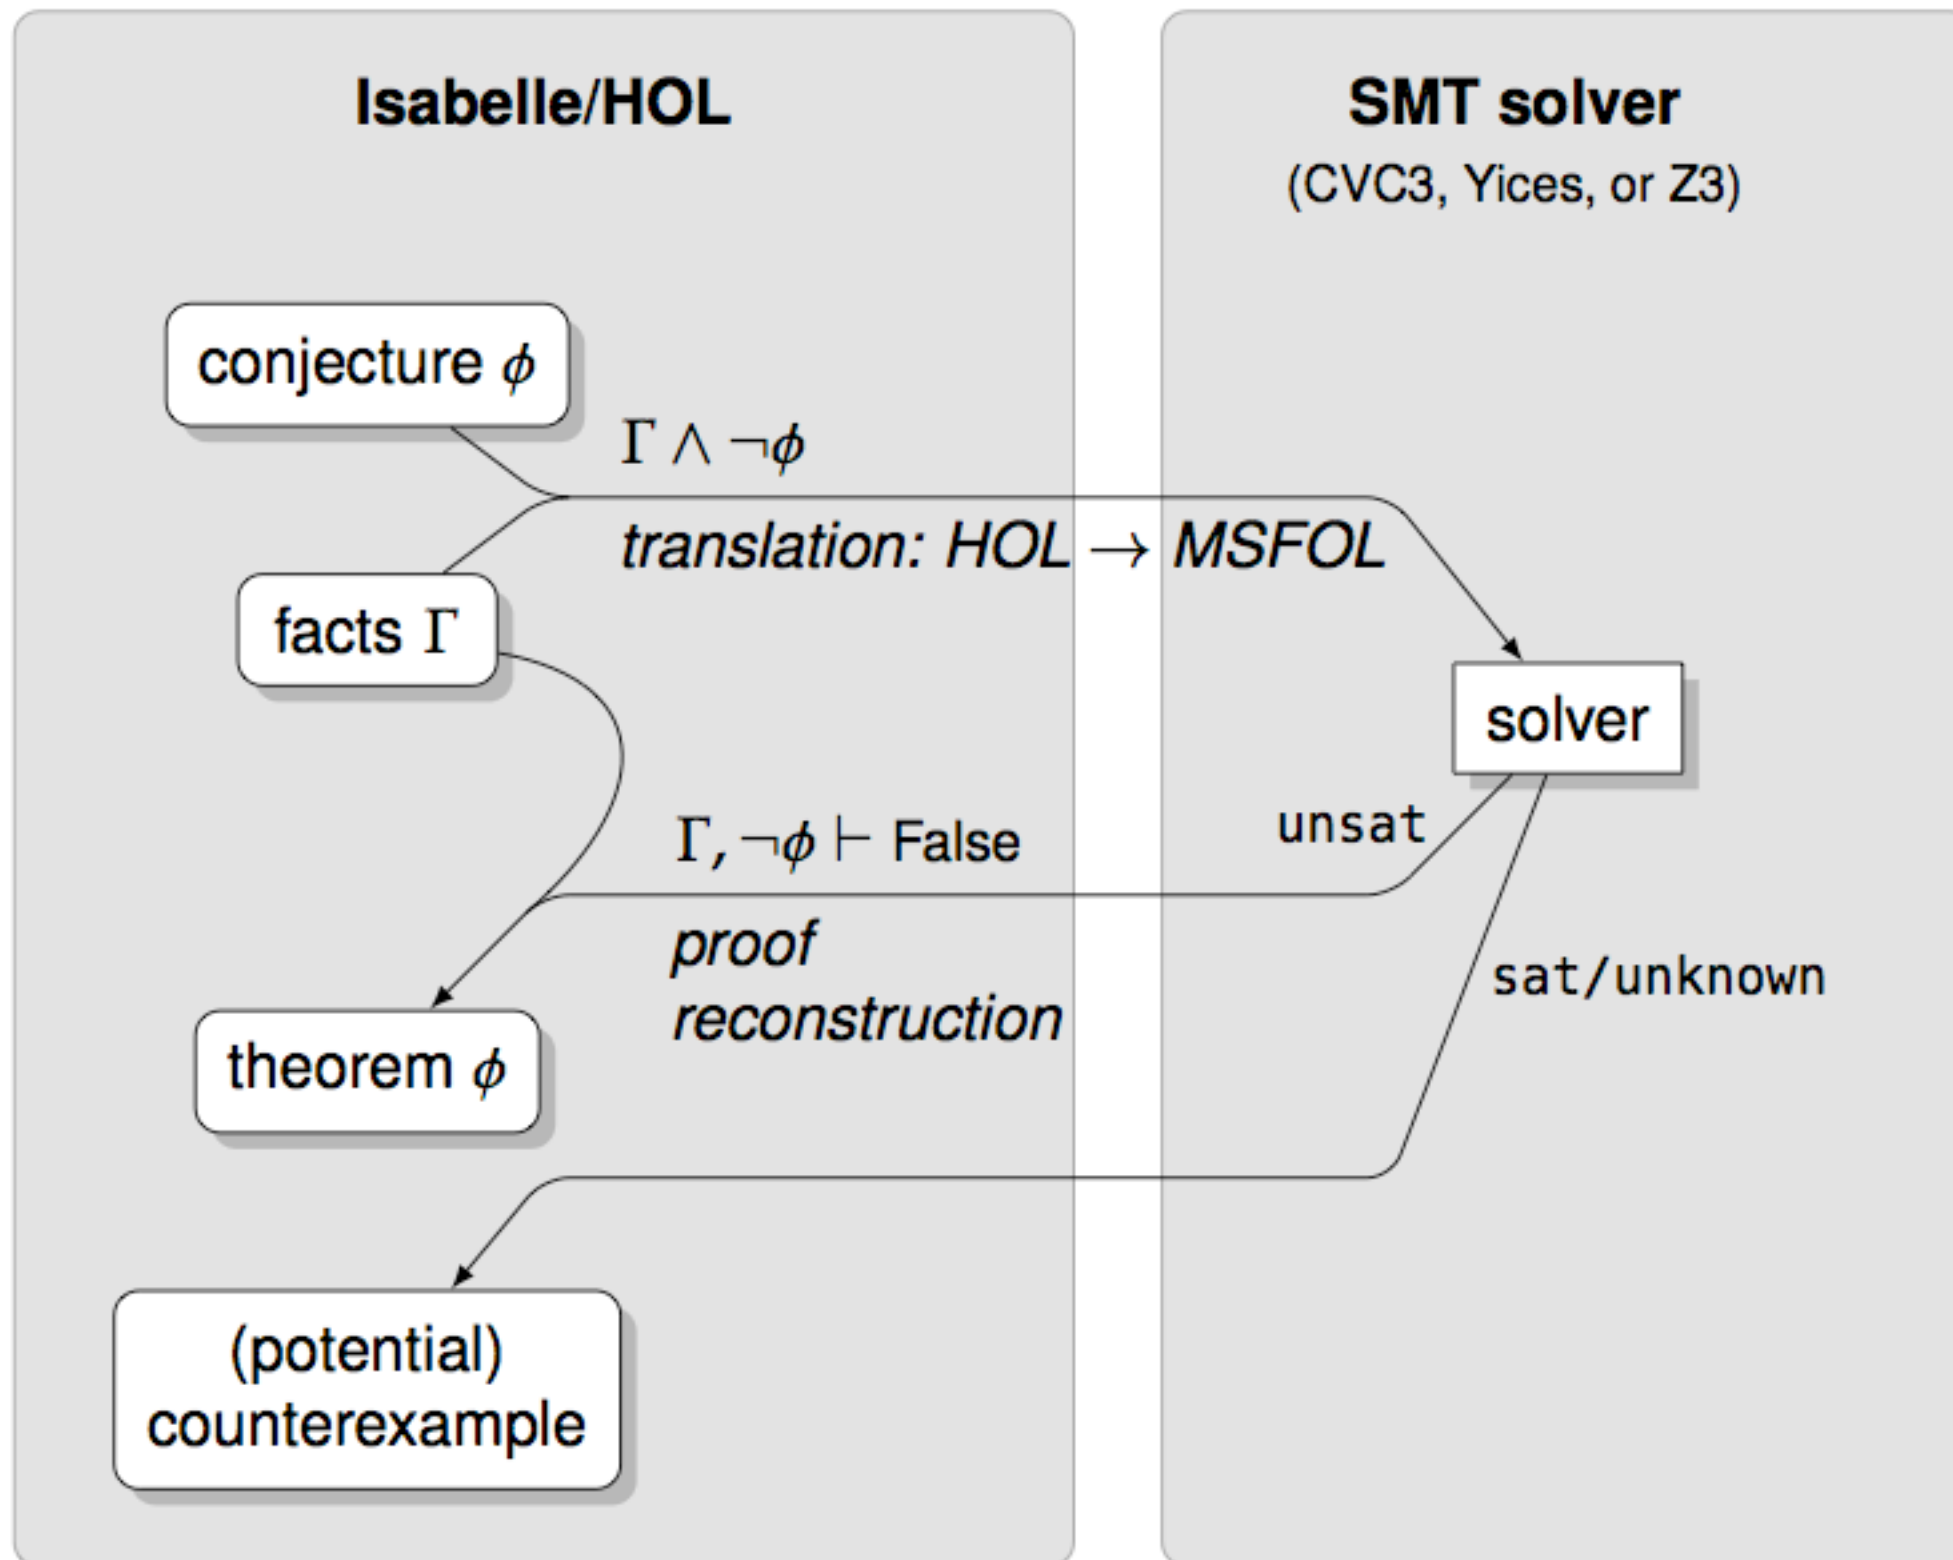 Isabelle/HOL
SMT solver
(CVC3, Yices, or Z3)
conjecture ϕ
Γ ∧ ¬ϕ
translation: HOL → MSFOL
facts Γ
solver
unsat
Γ, ¬ϕ ⊢ False
proof
reconstruction
sat/unknown
theorem ϕ
(potential)
counterexample